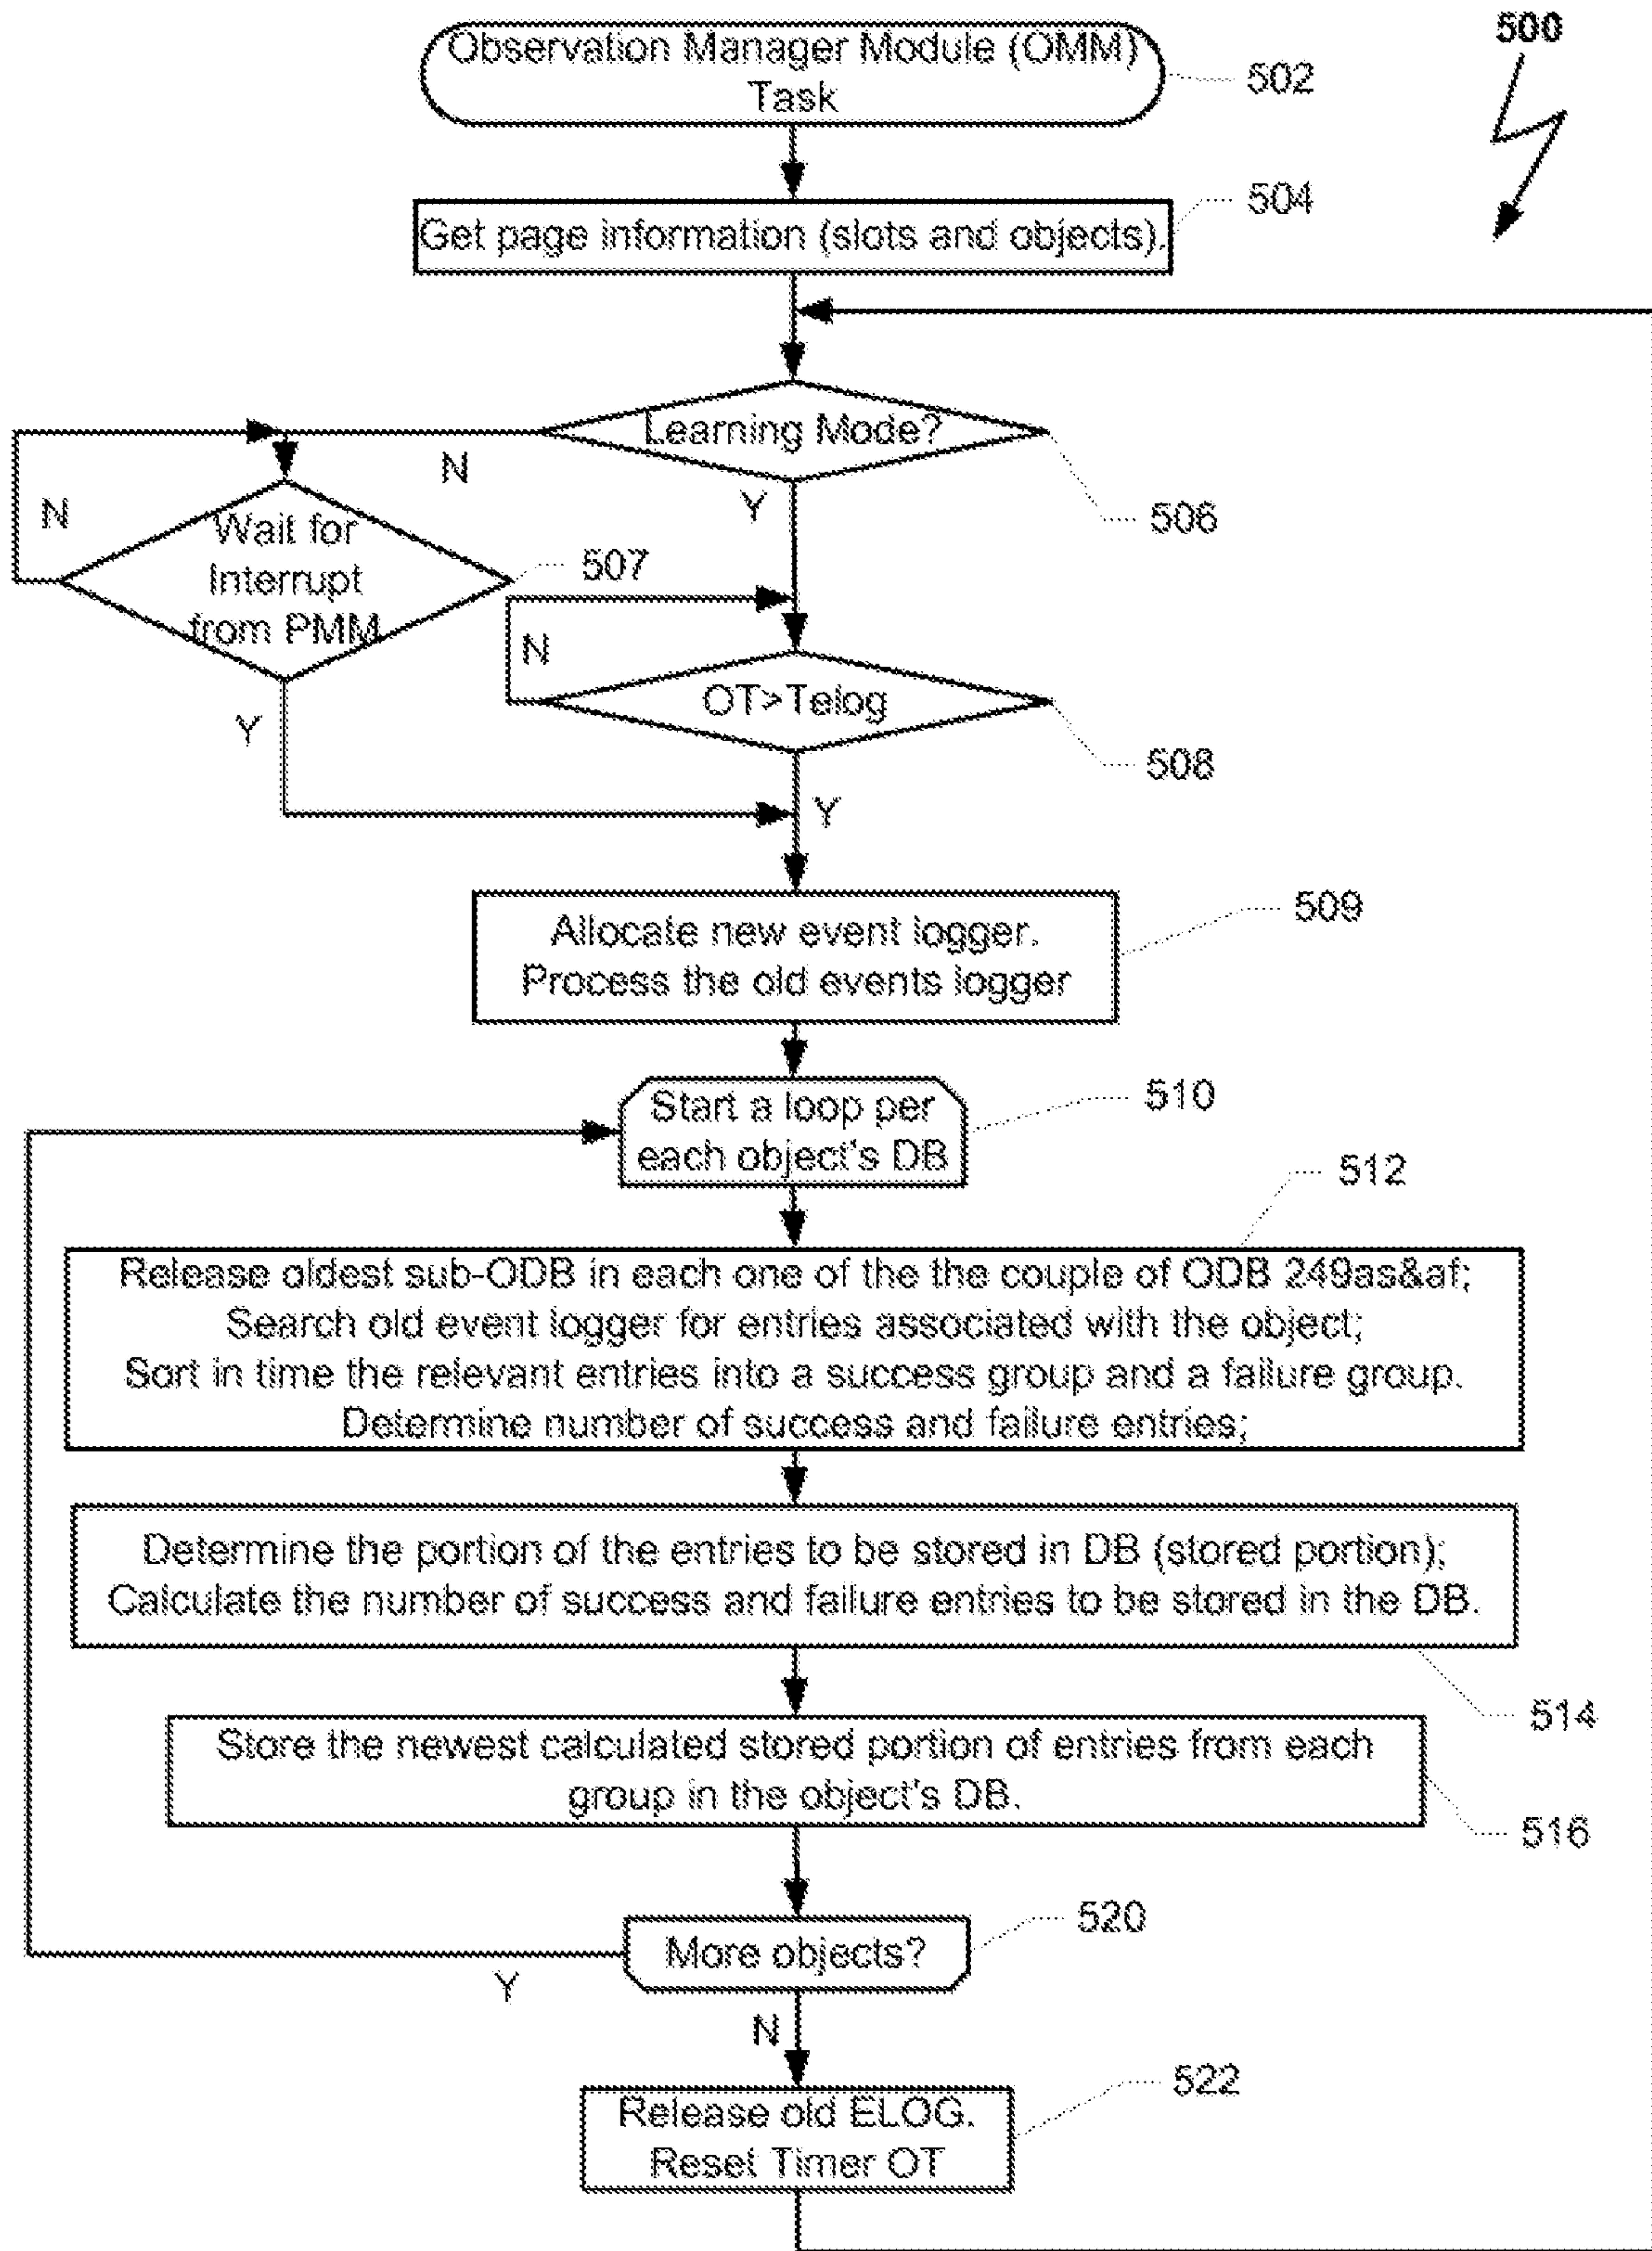 500
Observation Manager Module (OMM)
Task
502
504
Get page information (slots and objects).
Learning Mode?
N
Y
506
N
Wait for
Interrupt
from PMM
507
N
OT>Telog
Y
508
Y
Allocate new event logger.
Process the old events logger
509
Start a loop per
each object's DB
510
512
Release oldest sub-ODB in each one of the the couple of ODB 249as&af;
Search old event logger for entries associated with the object;
Sort in time the relevant entries into a success group and a failure group.
Determine number of success and failure entries;
Determine the portion of the entries to be stored in DB (stored portion);
Calculate the number of success and failure entries to be stored in the DB.
514
Store the newest calculated stored portion of entries from each
group in the object's DB.
516
More objects?
520
Y
N
522
Release old ELOG.
Reset Timer OT